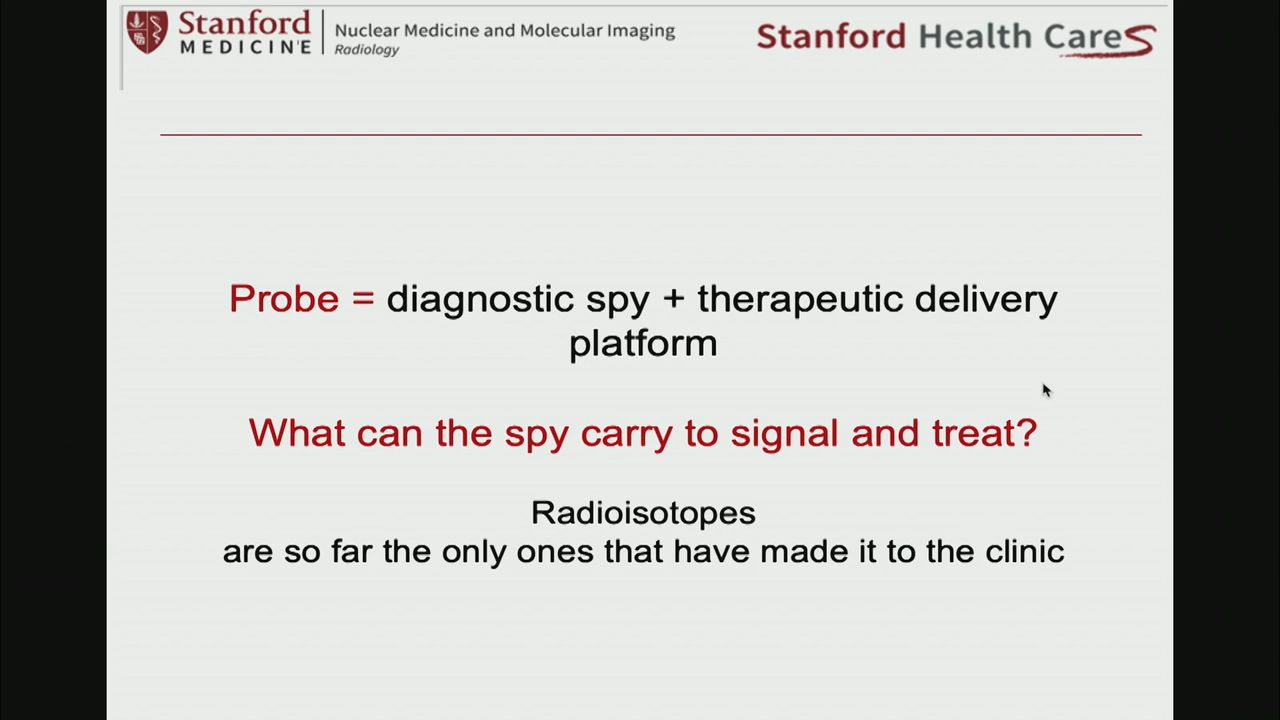 Stanford
MEDICINE
Nuclear Medicine and Molecular Imaging
Radiology
Stanford Health CareS
Probe = diagnostic spy + therapeutic delivery
platform
What can the spy carry to signal and treat?
Radioisotopes
are so far the only ones that have made it to the clinic